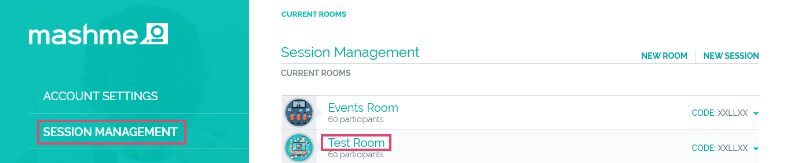 mashme
ACCOUNT SETTINGS
SESSION MANAGEMENT
CURRENT ROOMS
Session Management
NEW ROOM
NEW SESSION
CURRENT ROOMS
Events Room
60 participants
CODE: XXLLXX
Test Room
60 participants
CODE: XXLLXX